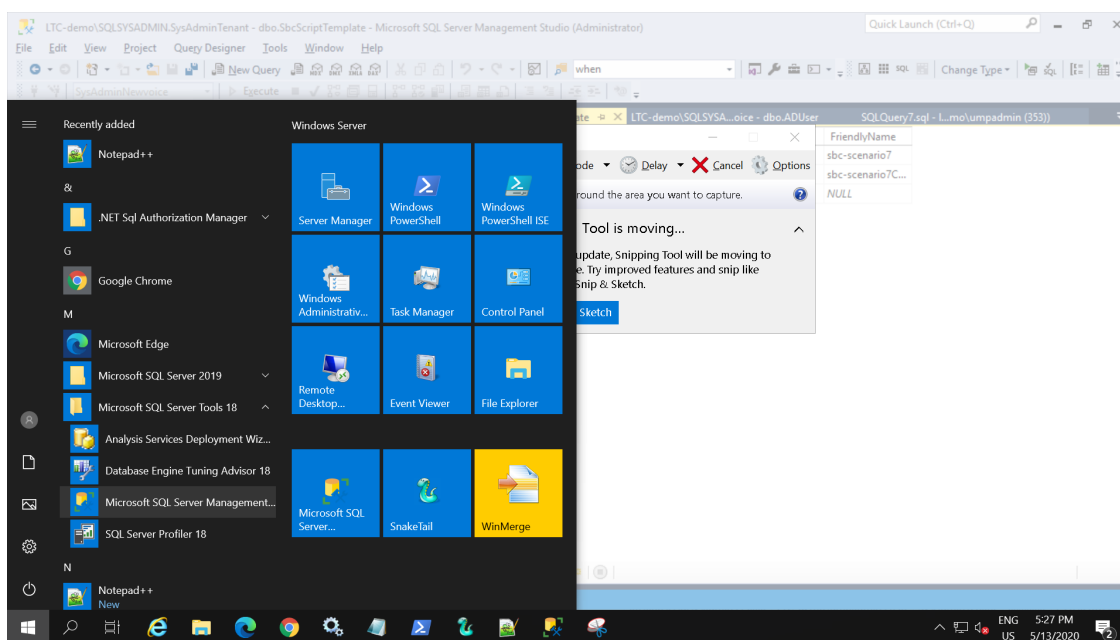 LTC-demo\SQLSYSADMIN.SysAdminTenant - dbo.SbcScriptTemplate - Microsoft SQL Server Management Studio (Administrator)
Quick Launch (Ctrl+Q)
File Edit View Project Query Designer Tools Window Help
New Query
when
Change Type
SysAdminNewvoice
Execute
ate
LTC-demo\SQLSYSA...oice - dbo.ADUser
SQLQuery7.sql - l...mo\umpadmin (353))
FriendlyName
sbc-scenario7
sbc-scenario7C...
NULL
ode
Delay
Cancel
Options
round the area you want to capture.
Tool is moving...
update, Snipping Tool will be moving to
e. Try improved features and snip like
Snip & Sketch.
Sketch
Recently added
Notepad++
&
.NET Sql Authorization Manager
G
Google Chrome
M
Microsoft Edge
Microsoft SQL Server 2019
Microsoft SQL Server Tools 18
Analysis Services Deployment Wiz...
Database Engine Tuning Advisor 18
Microsoft SQL Server Management...
SQL Server Profiler 18
N
Notepad++
New
Windows Server
Server Manager
Windows
PowerShell
Windows
PowerShell ISE
Windows
Administrativ...
Task Manager
Control Panel
Remote
Desktop...
Event Viewer
File Explorer
Microsoft SQL
Server...
SnakeTail
WinMerge
ENG
US
5:27 PM
5/13/2020
2